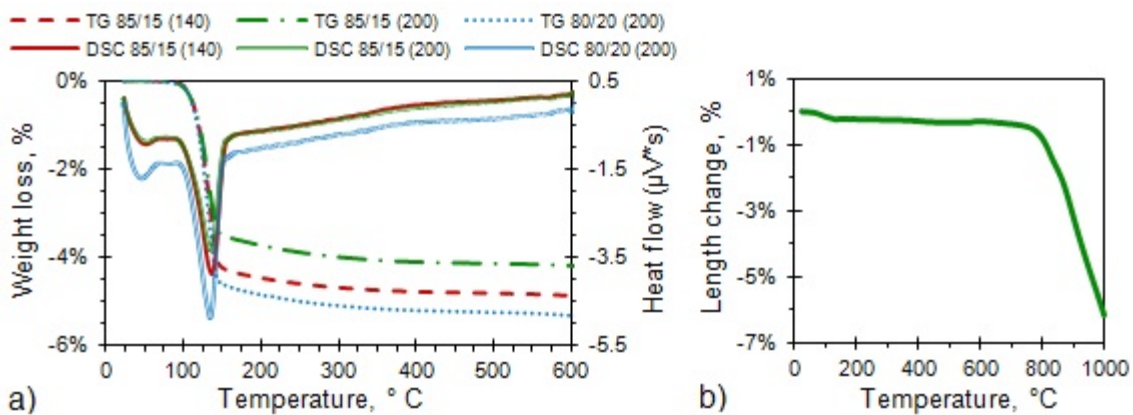 TG 85/15 (140) TG 85/15 (200) TG 80/20 (200)
DSC 85/15 (140) DSC 85/15 (200) DSC 80/20 (200)
Weight loss, %
0%
-2%
-4%
-6%
0 100 200 300 400 500 600
Temperature, ° C
0.5
-1.5
-3.5
-5.5
Heat flow (µV*s)
a)
Length change, %
1%
-1%
-3%
-5%
-7%
0 200 400 600 800 1000
Temperature, °C
b)